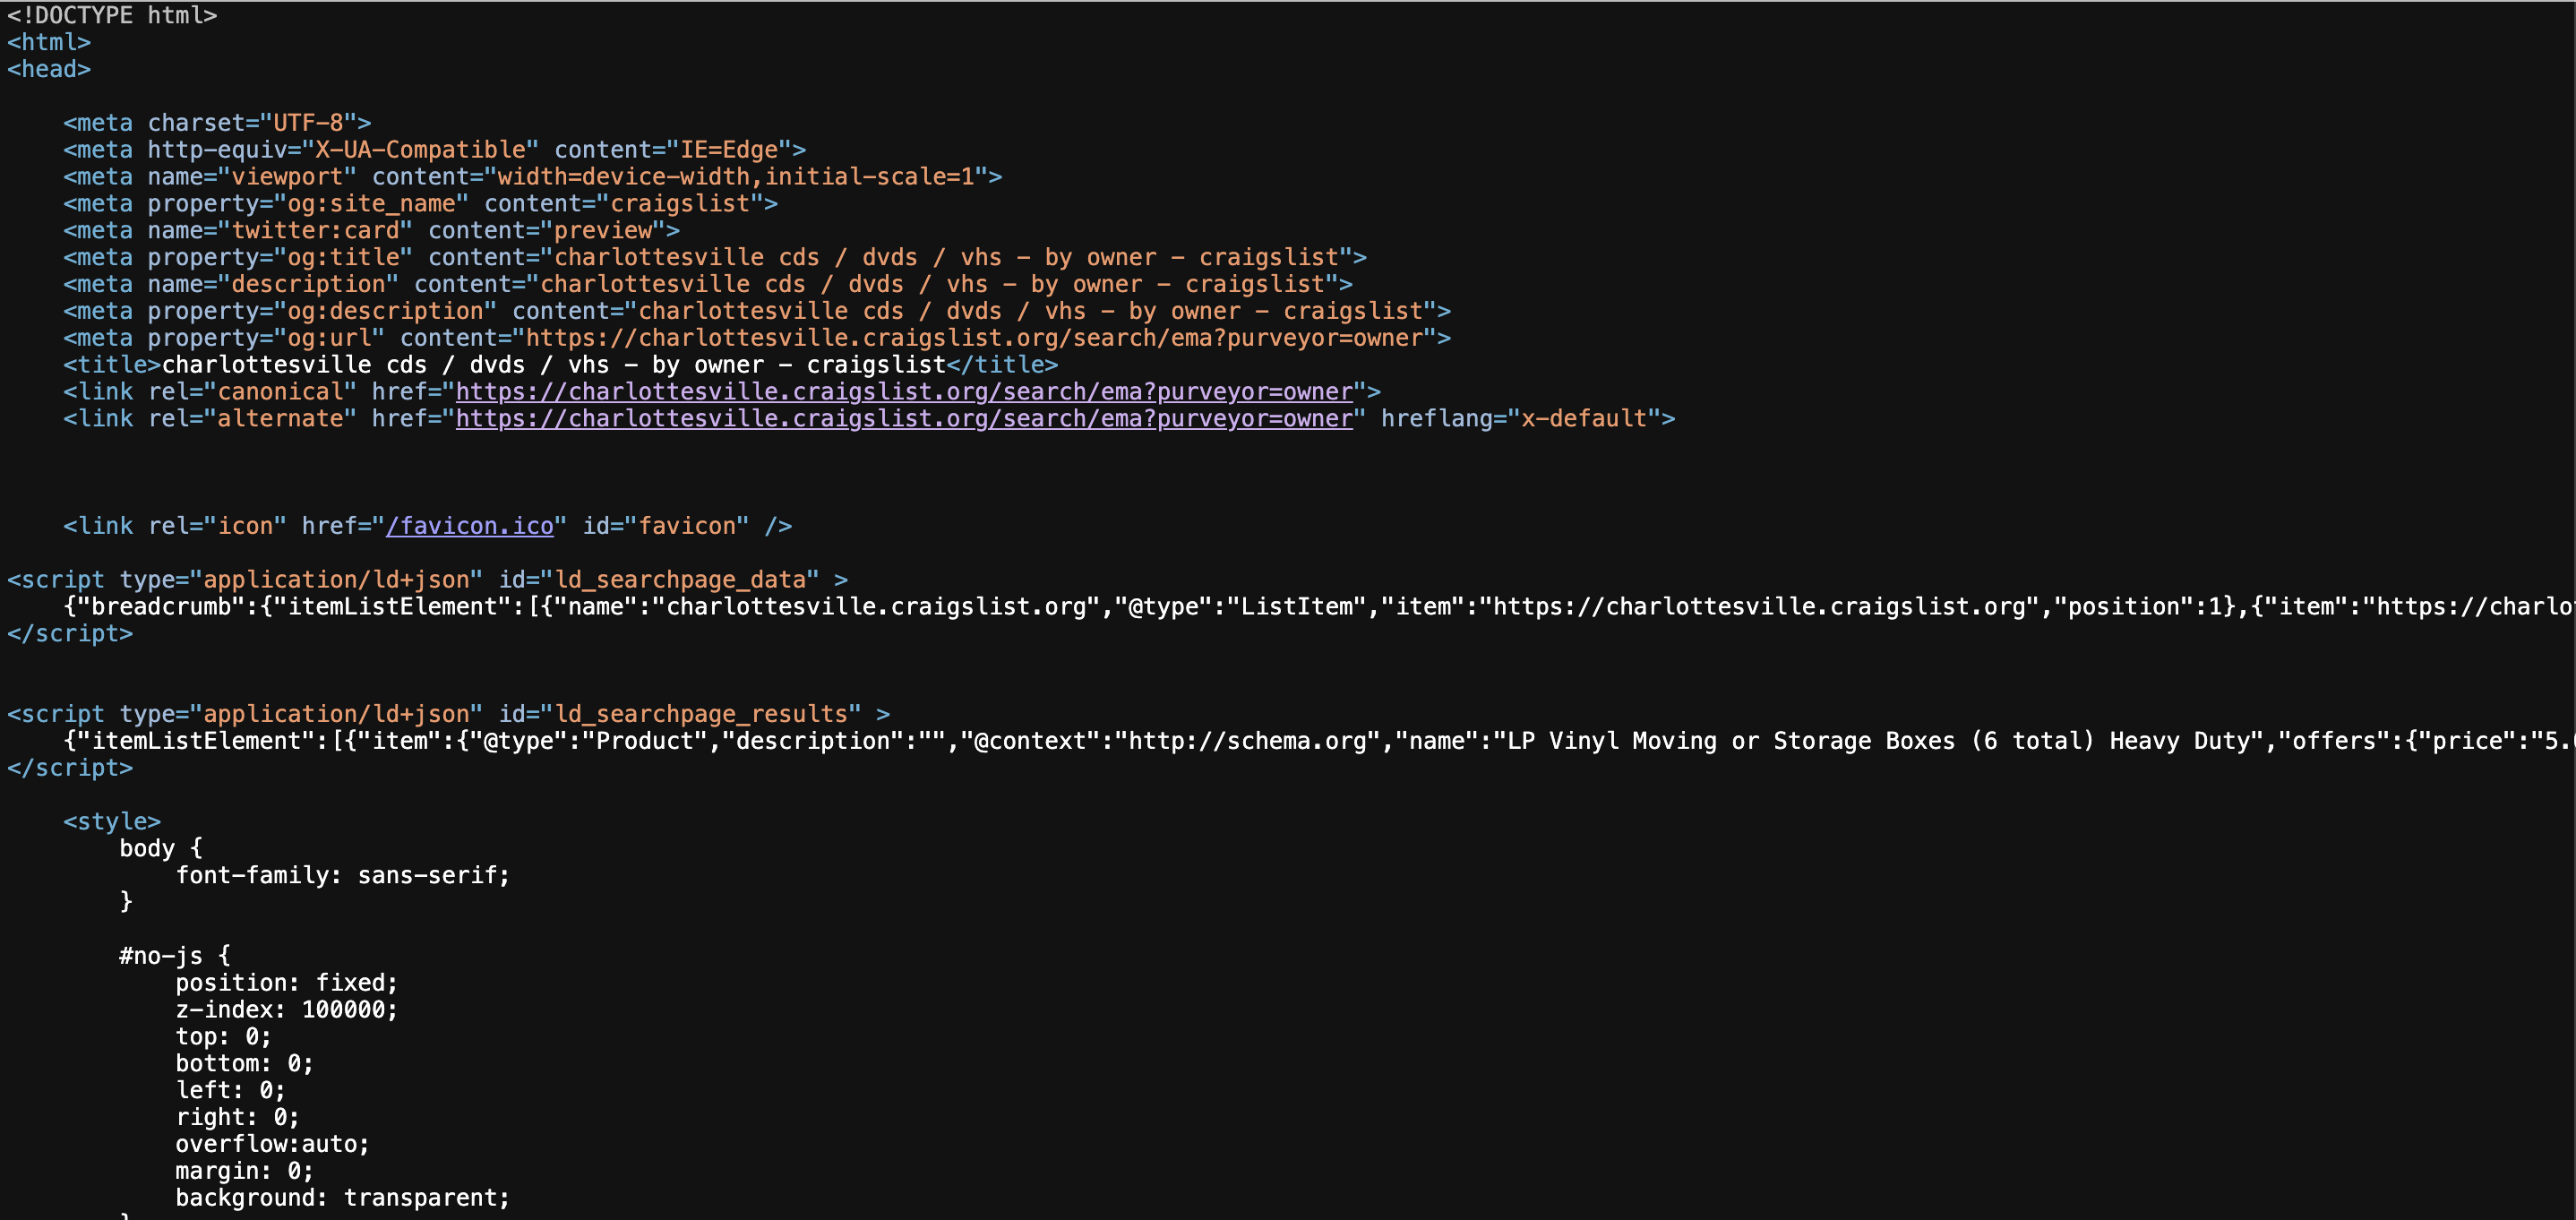 <!DOCTYPE html>
<html>
<head>
<meta charset="UTF-8">
<meta http-equiv="X-UA-Compatible" content="IE=Edge">
<meta name="viewport" content="width=device-width,initial-scale=1">
<meta property="og:site_name" content="craigslist">
<meta name="twitter:card" content="preview">
<meta property="og:title" content="charlottesville cds / dvds / vhs - by owner - craigslist">
<meta name="description" content="charlottesville cds / dvds / vhs - by owner - craigslist">
<meta property="og:description" content="charlottesville cds / dvds / vhs - by owner - craigslist">
<meta property="og:url" content="https://charlottesville.craigslist.org/search/ema?purveyor=owner">
<title>charlottesville cds / dvds / vhs - by owner - craigslist</title>
<link rel="canonical" href="https://charlottesville.craigslist.org/search/ema?purveyor=owner">
<link rel="alternate" href="https://charlottesville.craigslist.org/search/ema?purveyor=owner" hreflang="x-default">
<link rel="icon" href="/favicon.ico" id="favicon" />
<script type="application/ld+json" id="ld_searchpage_data" >
{"breadcrumb":{"itemListElement":[{"name":"charlottesville.craigslist.org","@type":"ListItem","item":"https://charlottesville.craigslist.org","position":1},{"item":"https://charlo
</script>
<script type="application/ld+json" id="ld_searchpage_results" >
{"itemListElement":[{"item":{"@type":"Product","description":"","@context":"http://schema.org","name":"LP Vinyl Moving or Storage Boxes (6 total) Heavy Duty","offers":{"price":"5.
</script>
<style>
body {
font-family: sans-serif;
}
#no-js {
position: fixed;
z-index: 100000;
top: 0;
bottom: 0;
left: 0;
right: 0;
overflow:auto;
margin: 0;
background: transparent;
}